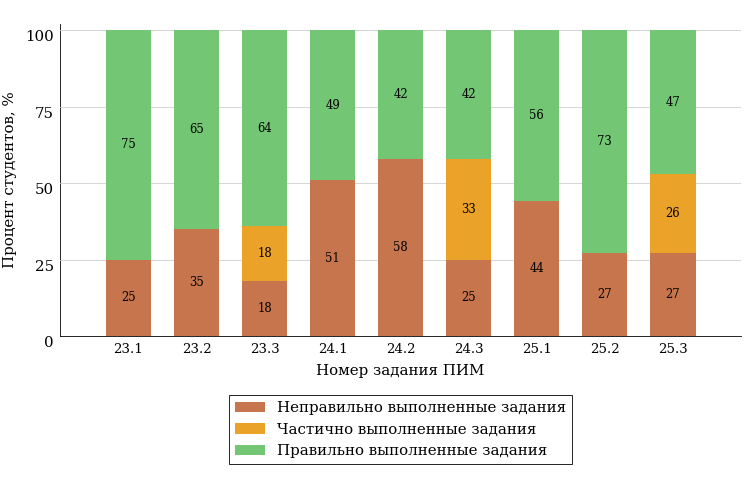 Процент студентов, %
100
75
50
25
0
75 65 64 49 42 42 56 73 47
18 33 26
25 35 18 51 58 25 44 27 27
23.1 23.2 23.3 24.1 24.2 24.3 25.1 25.2 25.3
Номер задания ПИМ
Неправильно выполненные задания
Частично выполненные задания
Правильно выполненные задания